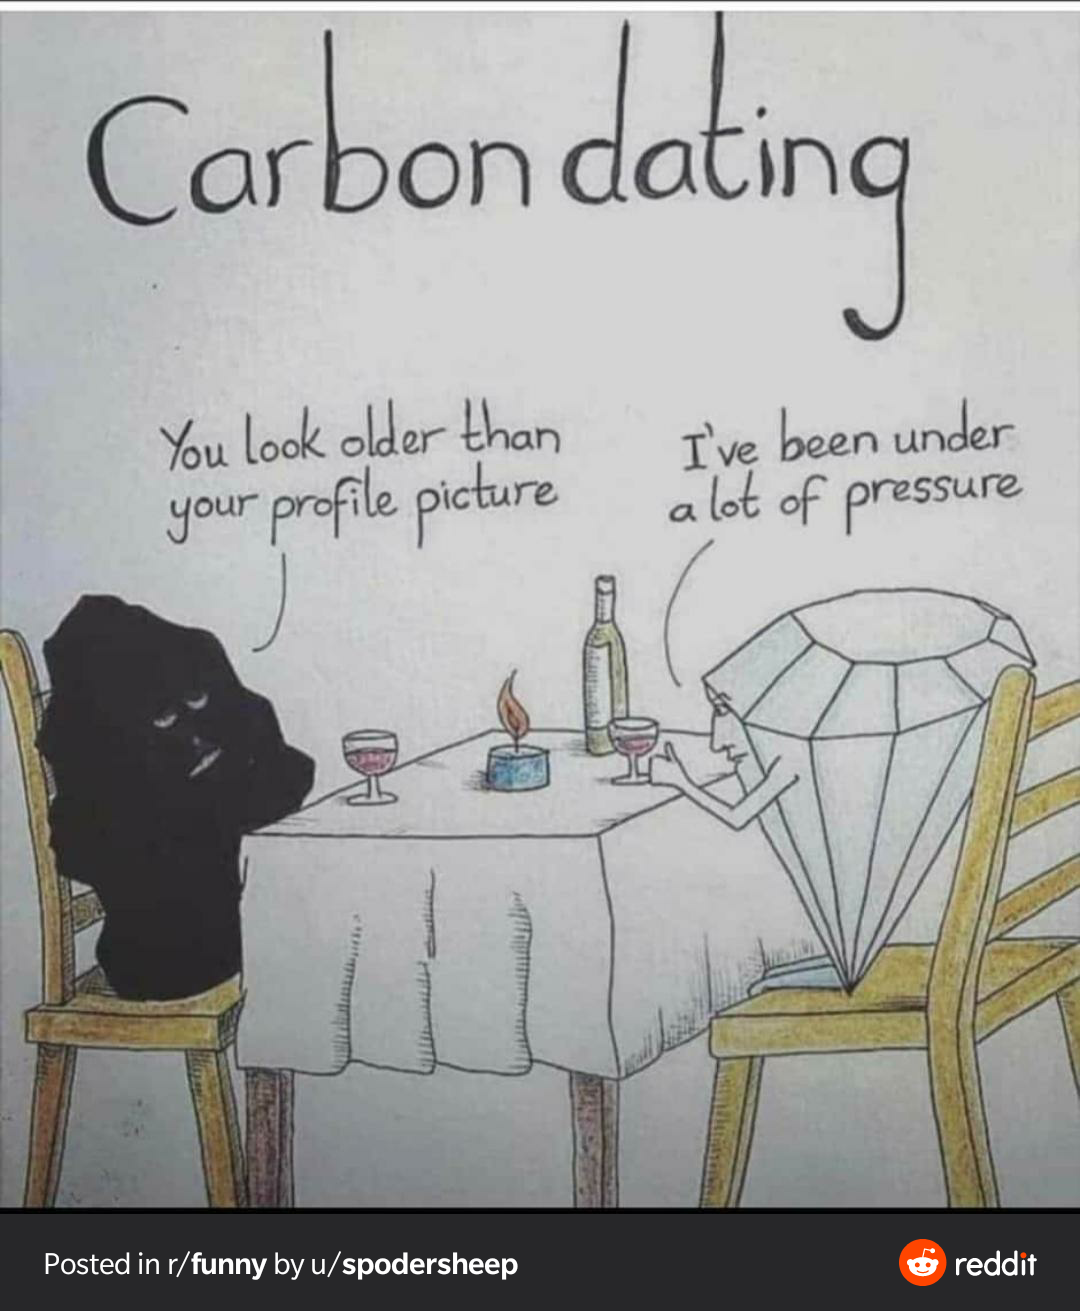 Carbon dating
You look older than
your profile picture
I've been under
a lot of pressure
Posted in r/funny by u/spodersheep
reddit